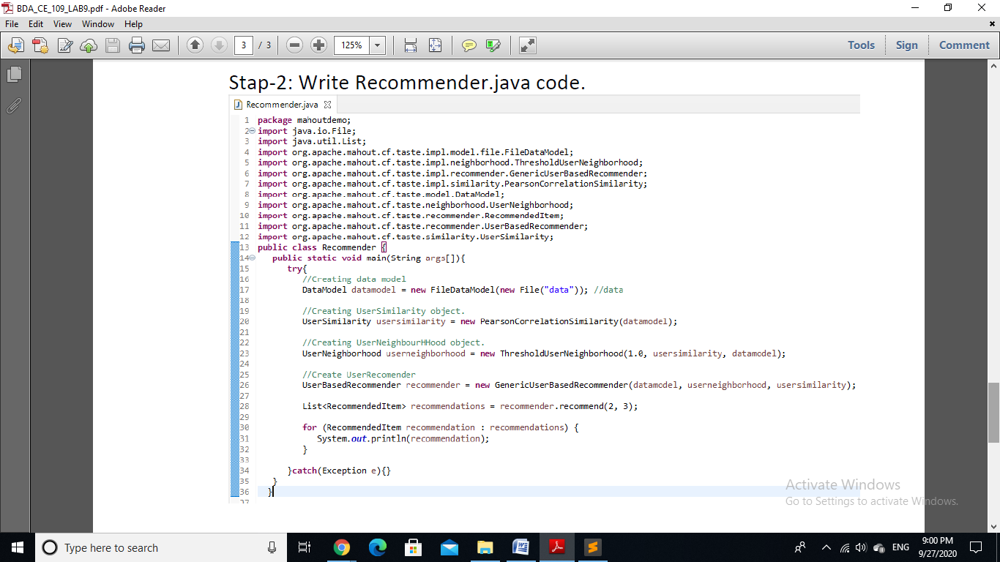 BDA_CE_109_LAB9.pdf - Adobe Reader
File Edit View Window Help
3 / 3 125% Tools Sign Comment
Stap-2: Write Recommender.java code.
Recommender.java
1 package mahoutdemo;
2 import java.io.File;
3 import java.util.List;
4 import org.apache.mahout.cf.taste.impl.model.file.FileDataModel;
5 import org.apache.mahout.cf.taste.impl.neighborhood.ThresholdUserNeighborhood;
6 import org.apache.mahout.cf.taste.impl.recommender.GenericUserBasedRecommender;
7 import org.apache.mahout.cf.taste.impl.similarity.PearsonCorrelationSimilarity;
8 import org.apache.mahout.cf.taste.model.DataModel;
9 import org.apache.mahout.cf.taste.neighborhood.UserNeighborhood;
10 import org.apache.mahout.cf.taste.recommender.RecommendedItem;
11 import org.apache.mahout.cf.taste.recommender.UserBasedRecommender;
12 import org.apache.mahout.cf.taste.similarity.UserSimilarity;
13 public class Recommender {
14 public static void main(String args[]){
15 try{
16 //Creating data model
17 DataModel datamodel = new FileDataModel(new File("data")); //data
18
19 //Creating UserSimilarity object.
20 UserSimilarity usersimilarity = new PearsonCorrelationSimilarity(datamodel);
21
22 //Creating UserNeighbourHHood object.
23 UserNeighborhood userneighborhood = new ThresholdUserNeighborhood(1.0, usersimilarity, datamodel);
24
25 //Create UserRecomender
26 UserBasedRecommender recommender = new GenericUserBasedRecommender(datamodel, userneighborhood, usersimilarity);
27
28 List<RecommendedItem> recommendations = recommender.recommend(2, 3);
29
30 for (RecommendedItem recommendation : recommendations) {
31 System.out.println(recommendation);
32 }
33
34 }catch(Exception e){}
35 }
36 }
37
Activate Windows
Go to Settings to activate Windows.
Type here to search
ENG
9:00 PM
9/27/2020